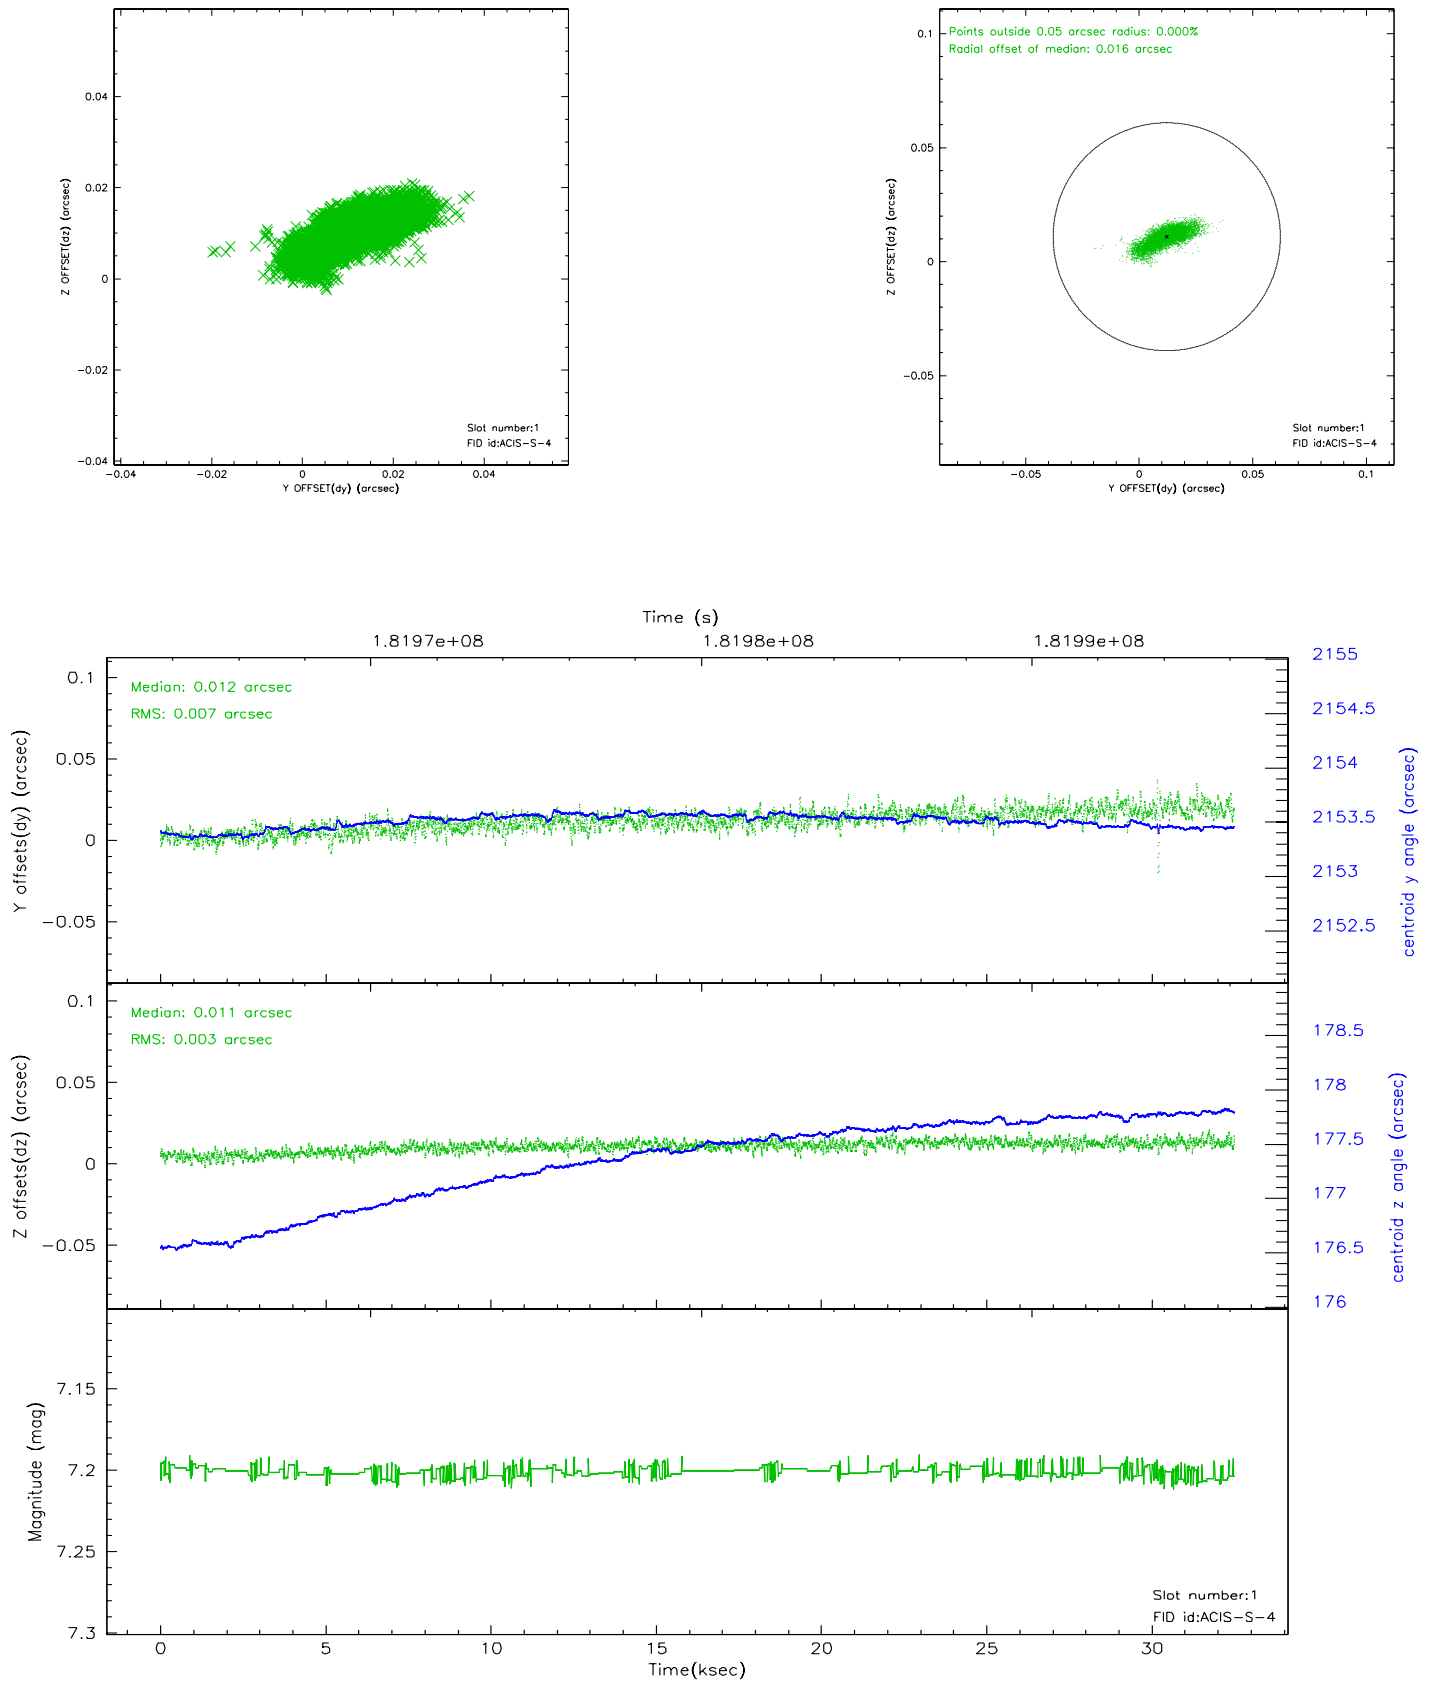 0.04
0.02
0
-0.02
-0.04
Z OFFSET(dz) (arcsec)
Slot number:1
FID id:ACIS-S-4
-0.04 -0.02 0 0.02 0.04
Y OFFSET(dy) (arcsec)
Points outside 0.05 arcsec radius: 0.000%
Radial offset of median: 0.016 arcsec
0.1
0.05
0
-0.05
Z OFFSET(dz) (arcsec)
Slot number:1
FID id:ACIS-S-4
-0.05 0 0.05 0.1
Y OFFSET(dy) (arcsec)
Time (s)
1.8197e+08 1.8198e+08 1.8199e+08
Median: 0.012 arcsec
RMS: 0.007 arcsec
0.1
0.05
0
-0.05
Y offsets(dy) (arcsec)
2155
2154.5
2154
2153.5
2153
2152.5
centroid y angle (arcsec)
Median: 0.011 arcsec
RMS: 0.003 arcsec
0.1
0.05
0
-0.05
Z offsets(dz) (arcsec)
178.5
178
177.5
177
176.5
176
centroid z angle (arcsec)
7.15
7.2
7.25
7.3
Magnitude (mag)
Slot number:1
FID id:ACIS-S-4
0 5 10 15 20 25 30
Time(ksec)